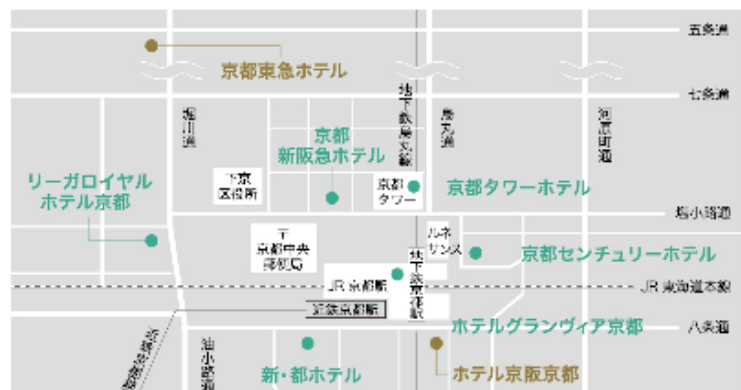 五条通
京都東急ホテル
七条通
堀川通
地下鉄烏丸線
烏丸通
河原町通
京都
新阪急ホテル
下京
区役所
京都
タワー
京都タワーホテル
リーガロイヤル
ホテル京都
塩小路通
〒
京都中央
郵便局
ルネ
サンス
京都センチュリーホテル
地下鉄京都駅
JR 京都駅
JR 東海道本線
近鉄京都駅
ホテルグランヴィア京都
八条通
油小路通
新・都ホテル
ホテル京阪京都